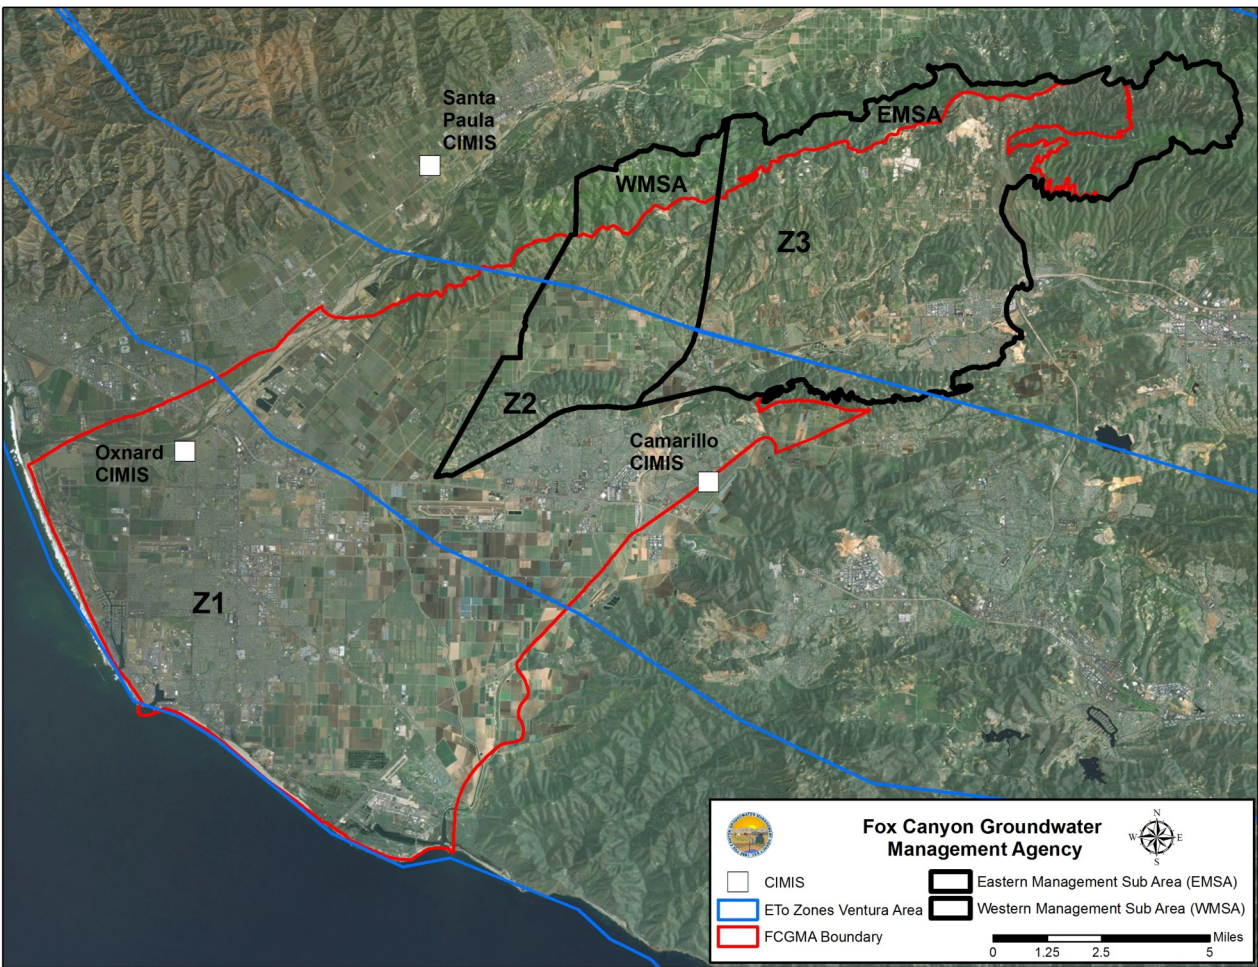 Santa
Paula
CIMIS
EMSA
WMSA
Z3
Z2
Camarillo
CIMIS
Oxnard
CIMIS
Z1
Fox Canyon Groundwater
Management Agency
N
W E
S
CIMIS
ETo Zones Ventura Area
FCGMA Boundary
Eastern Management Sub Area (EMSA)
Western Management Sub Area (WMSA)
Miles
0 1.25 2.5 5